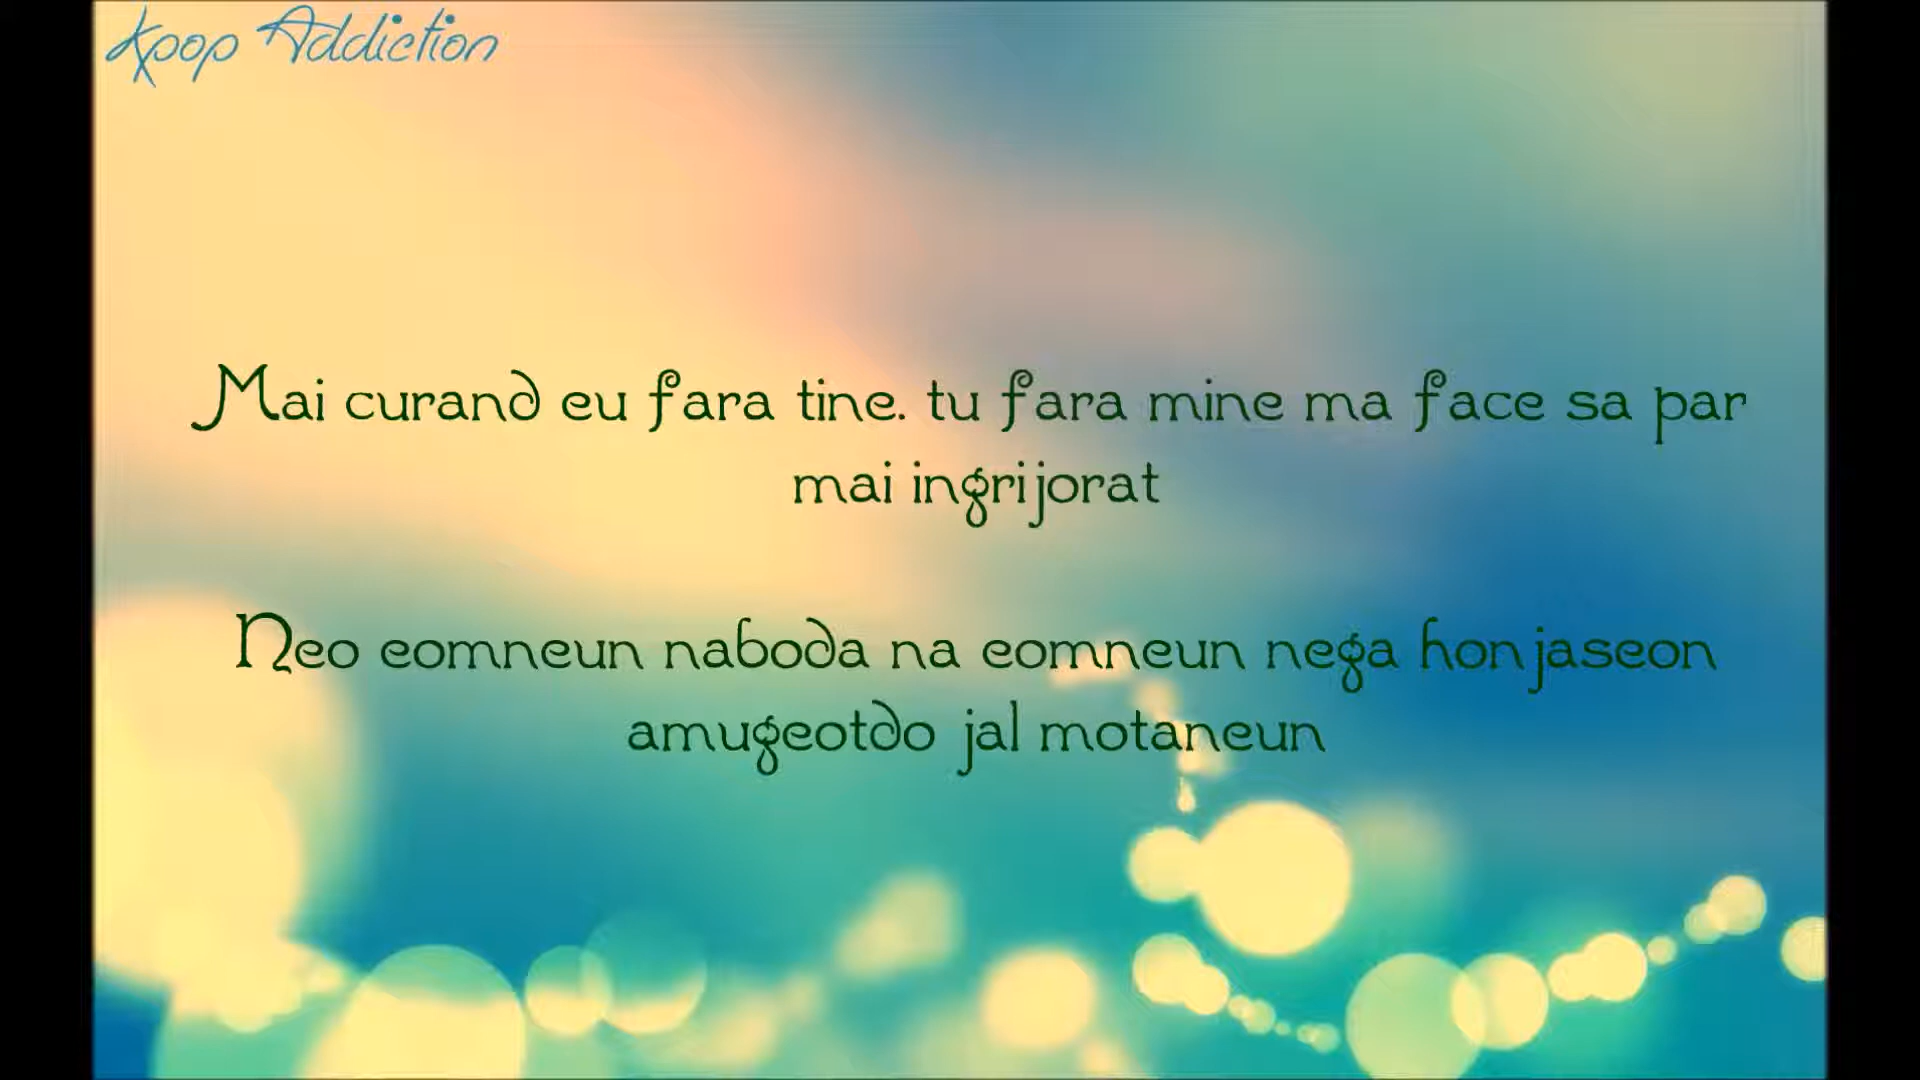 Kpop Addiction
Mai curand eu fara tine. tu fara mine ma face sa par
mai ingrijorat
Neo eomneun naboda na eomneun nega honjaseon
amugeotdo jal motaneun